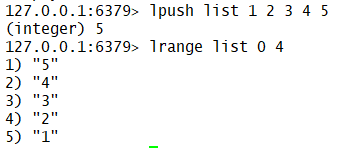 127.0.0.1:6379> lpush list 1 2 3 4 5
(integer) 5
127.0.0.1:6379> lrange list 0 4
1) "5"
2) "4"
3) "3"
4) "2"
5) "1"